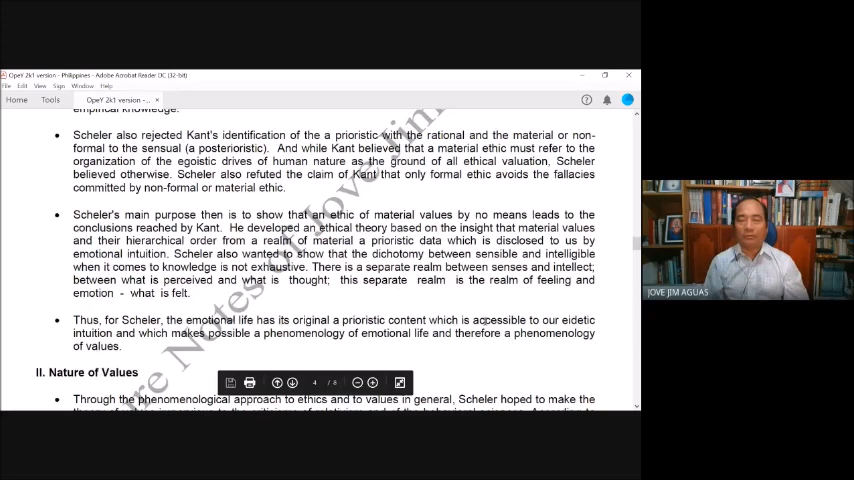 OpeY 2k1 version - Philippines - Adobe Acrobat Reader DC (32-bit)
File Edit View Sign Window Help
Home Tools OpeY 2k1 version - ... ×
empirical knowledge.
• Scheler also rejected Kant's identification of the a prioristic with the rational and the material or non-
formal to the sensual (a posterioristic). And while Kant believed that a material ethic must refer to the
organization of the egoistic drives of human nature as the ground of all ethical valuation, Scheler
believed otherwise. Scheler also refuted the claim of Kant that only formal ethic avoids the fallacies
committed by non-formal or material ethic.
• Scheler's main purpose then is to show that an ethic of material values by no means leads to the
conclusions reached by Kant. He developed an ethical theory based on the insight that material values
and their hierarchical order from a realm of material a prioristic data which is disclosed to us by
emotional intuition. Scheler also wanted to show that the dichotomy between sensible and intelligible
when it comes to knowledge is not exhaustive. There is a separate realm between senses and intellect;
between what is perceived and what is thought; this separate realm is the realm of feeling and
emotion - what is felt.
• Thus, for Scheler, the emotional life has its original a prioristic content which is accessible to our eidetic
intuition and which makes possible a phenomenology of emotional life and therefore a phenomenology
of values.
II. Nature of Values
4 / 8
• Through the phenomenological approach to ethics and to values in general, Scheler hoped to make the
ure Notes of Jove Jim
JOVE JIM AGUAS